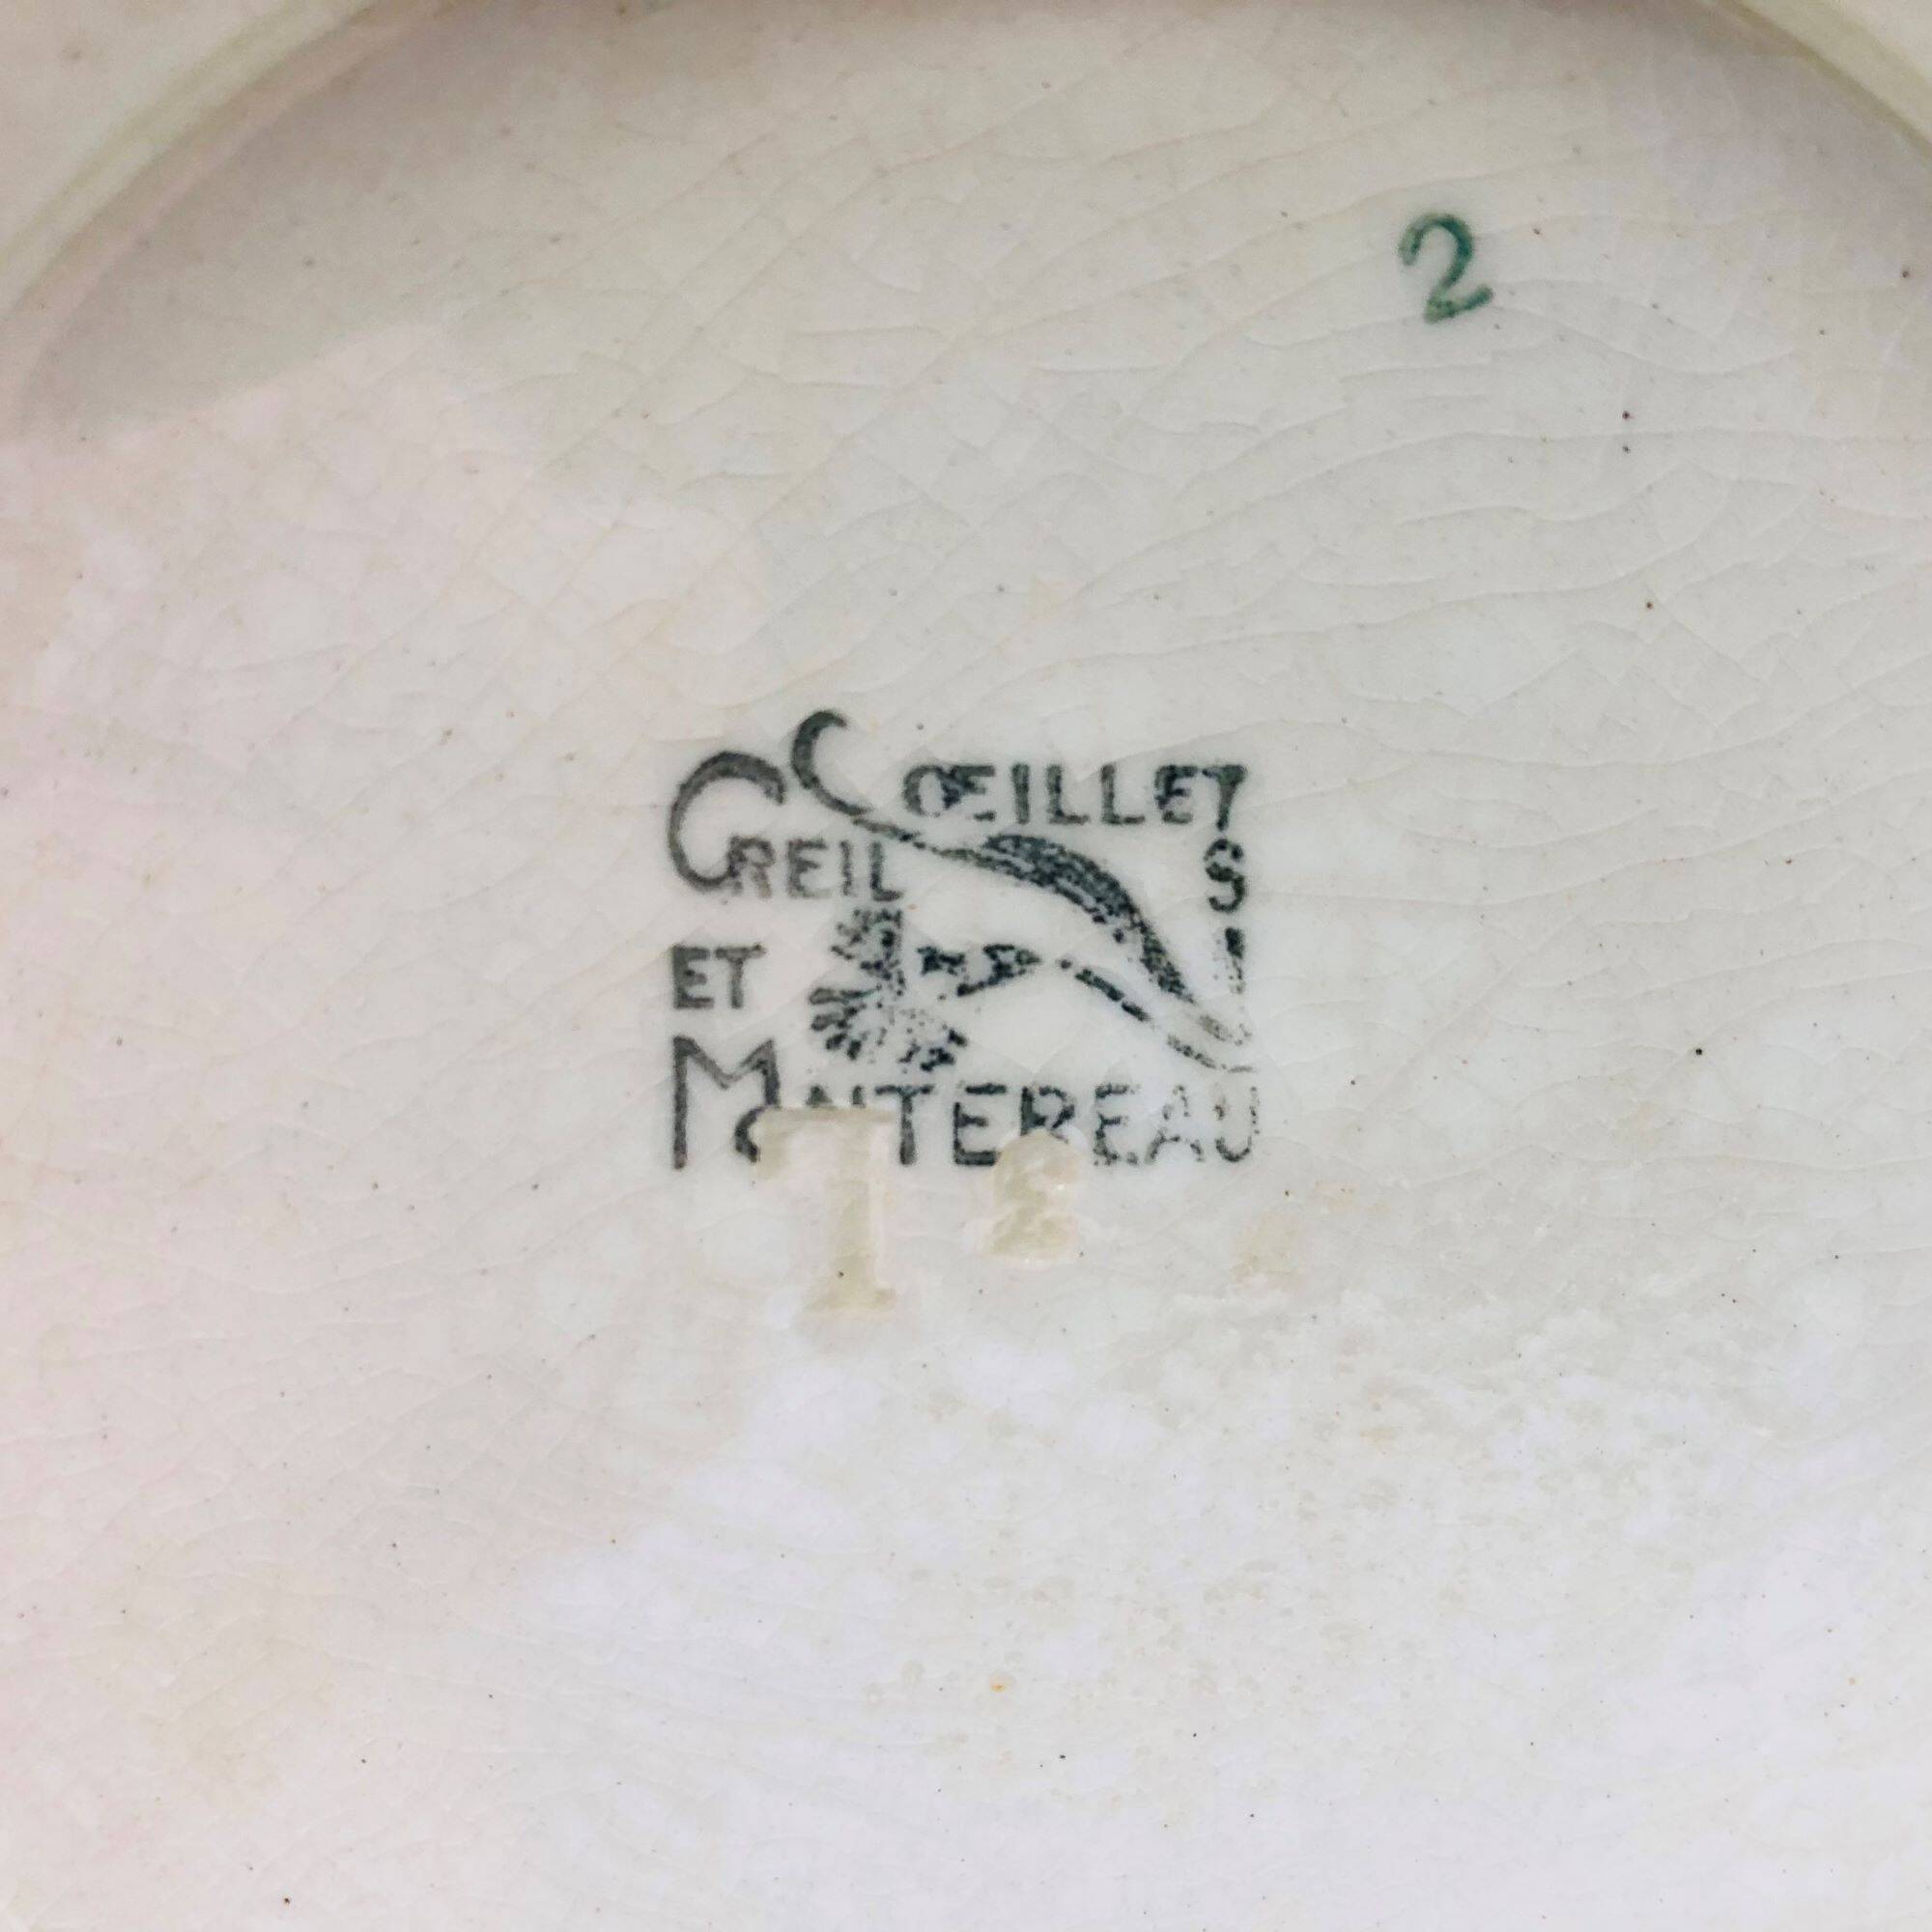 2
ŒILLETS
CREIL
ET
MONTEREAU
T